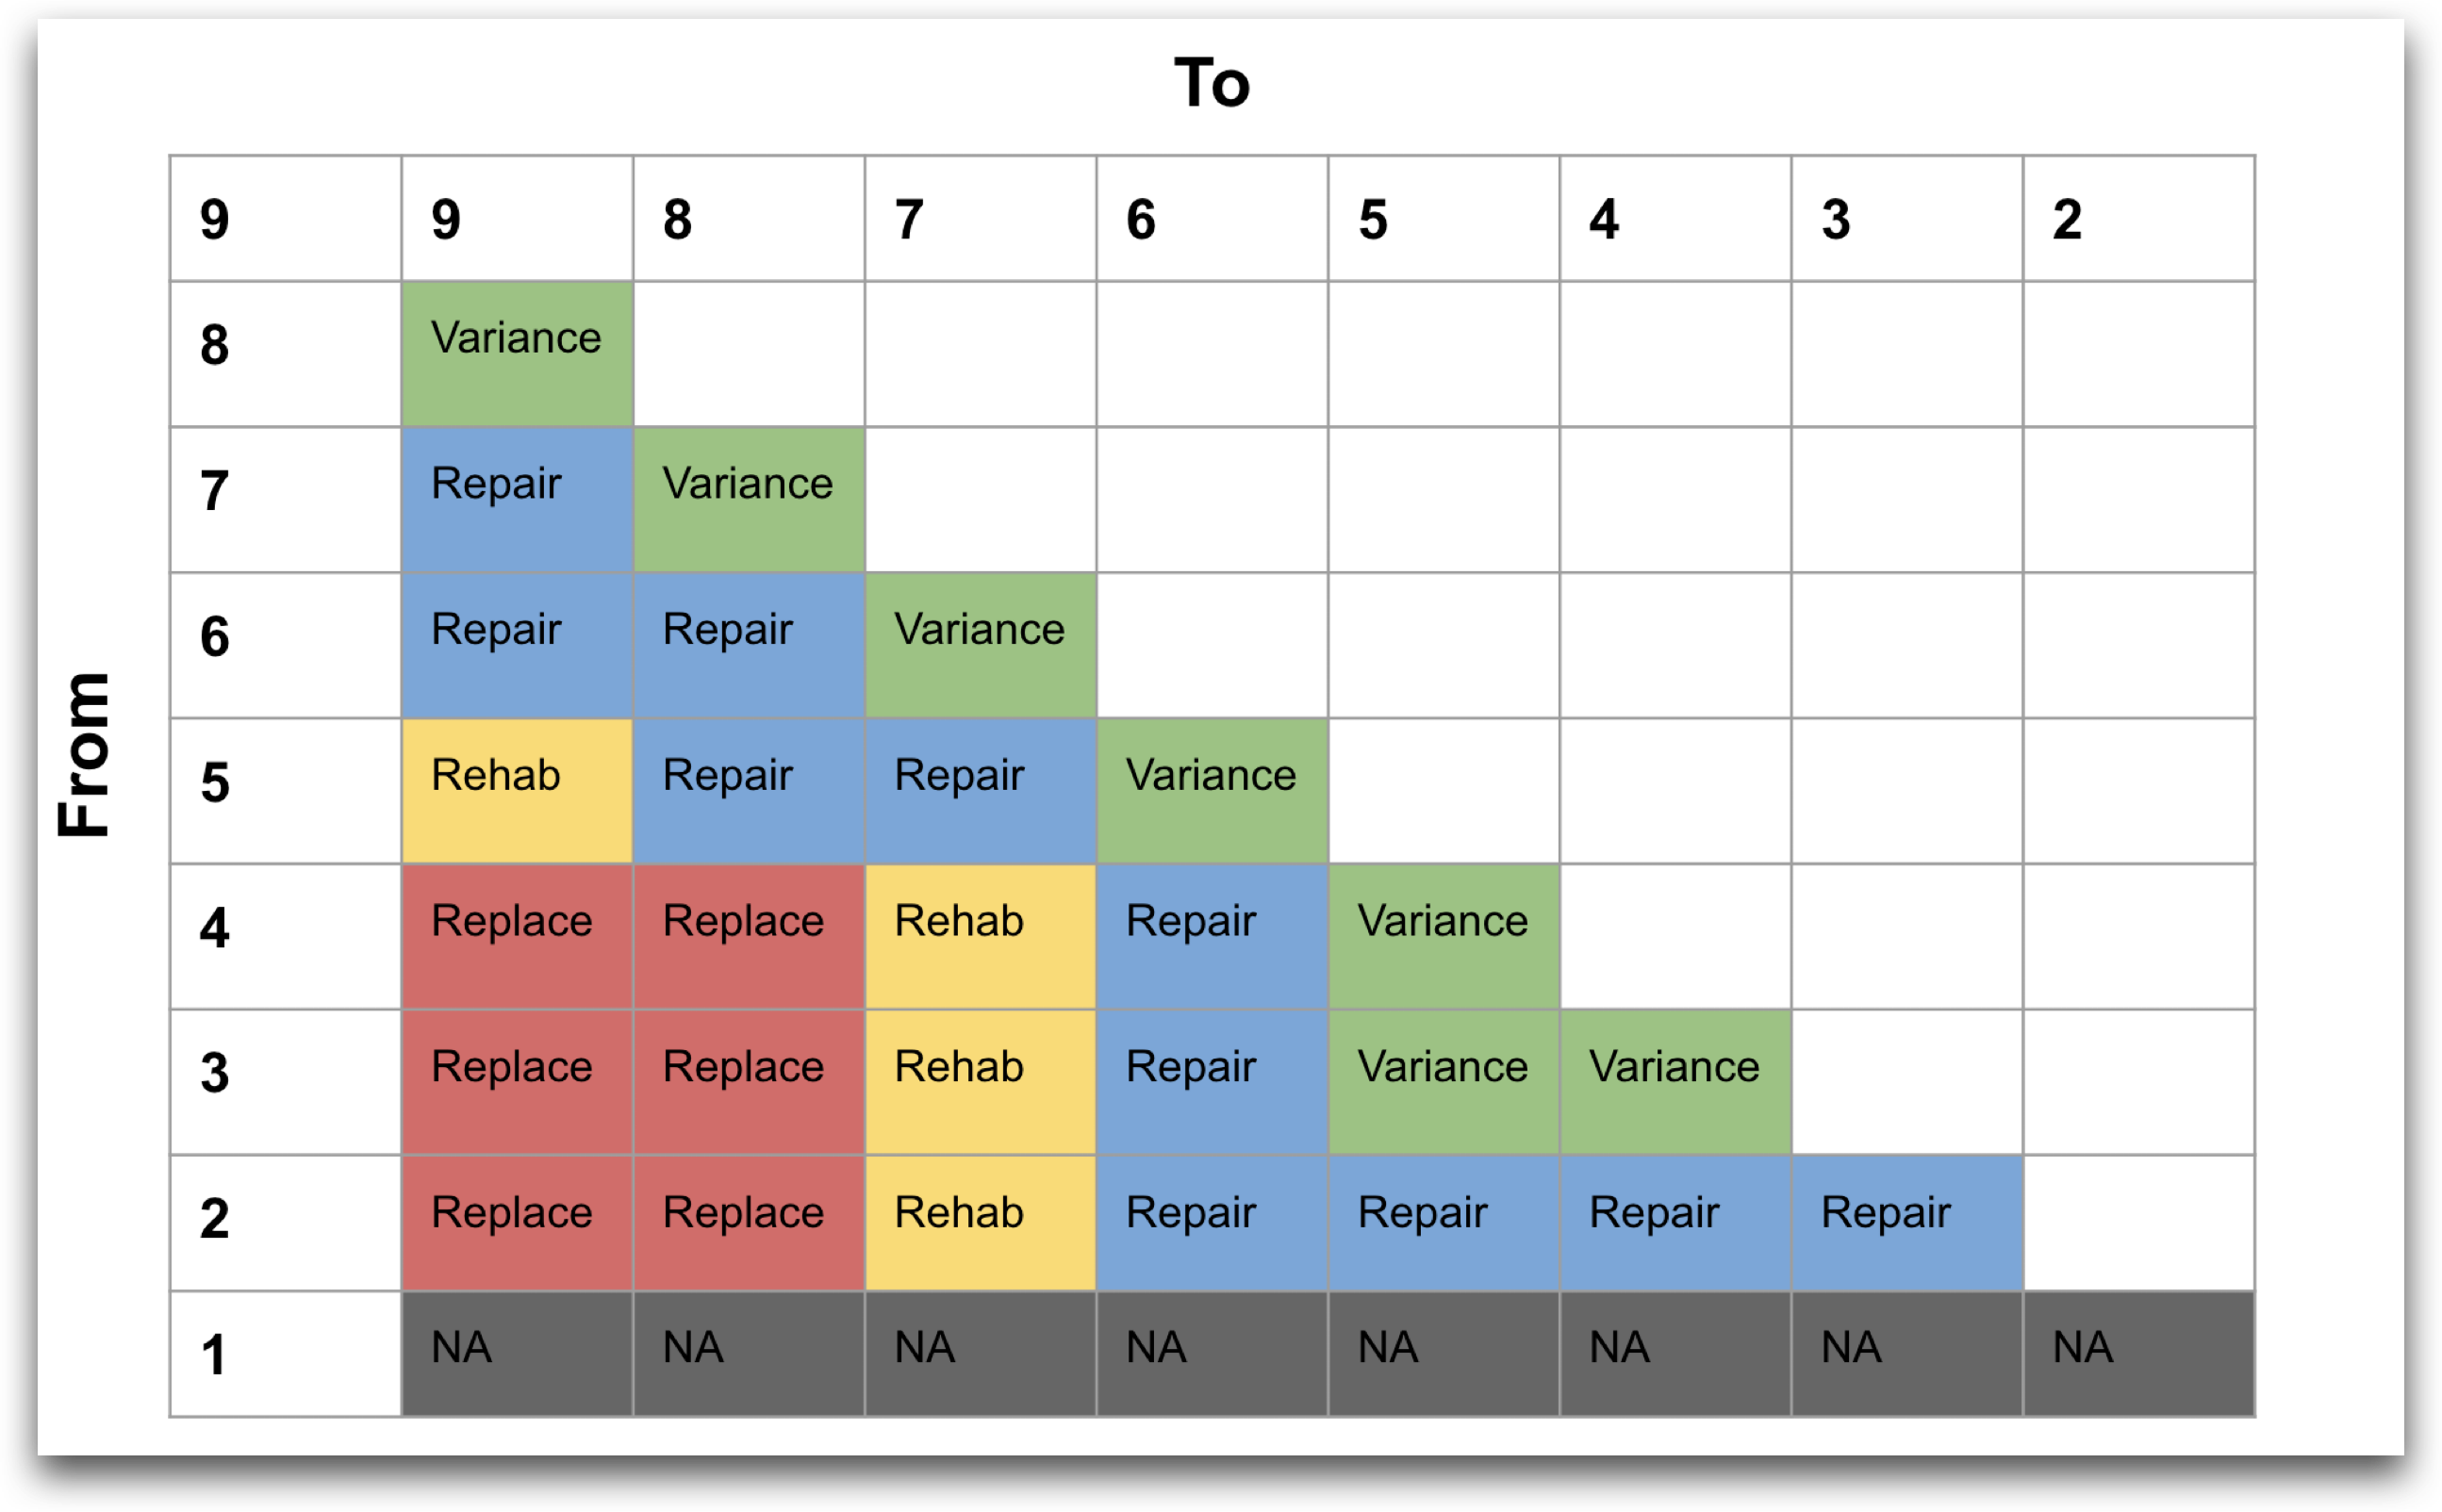 To
From
9 9 8 7 6 5 4 3 2
8 Variance
7 Repair Variance
6 Repair Repair Variance
5 Rehab Repair Repair Variance
4 Replace Replace Rehab Repair Variance
3 Replace Replace Rehab Repair Variance Variance
2 Replace Replace Rehab Repair Repair Repair Repair
1 NA NA NA NA NA NA NA NA